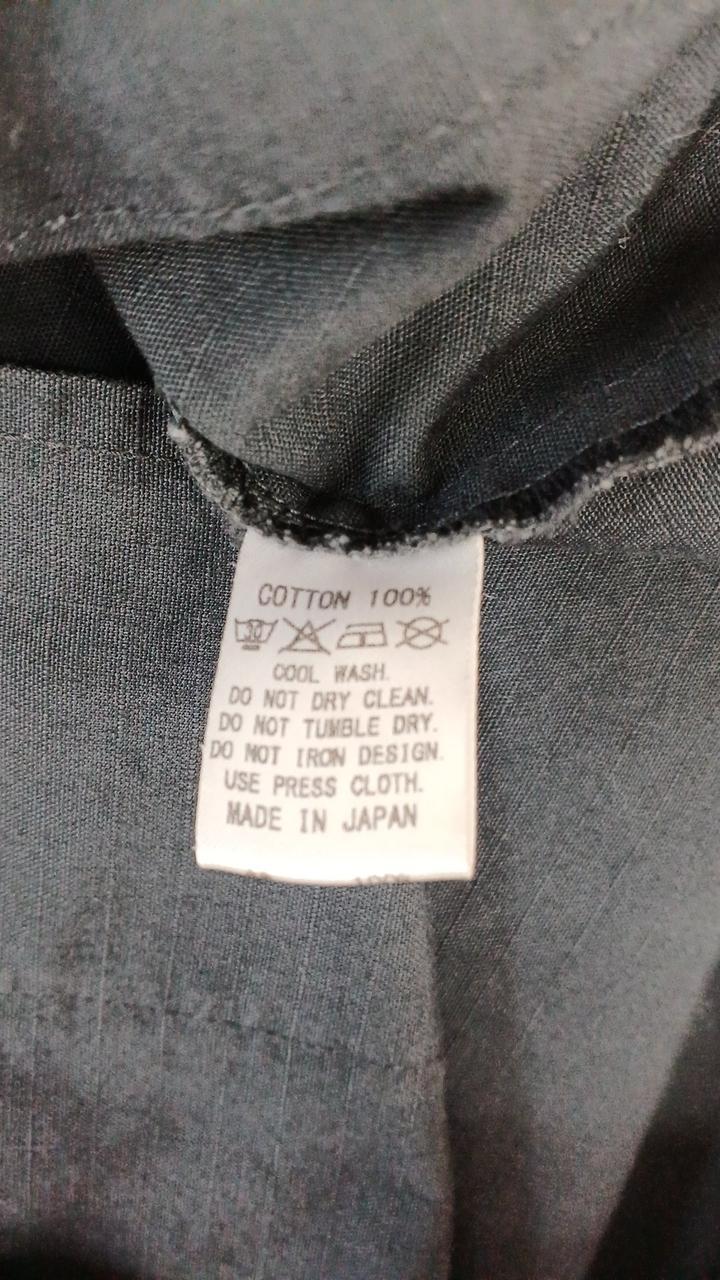 COTTON 100%
30
COOL WASH.
DO NOT DRY CLEAN.
DO NOT TUMBLE DRY.
DO NOT IRON DESIGN.
USE PRESS CLOTH.
MADE IN JAPAN